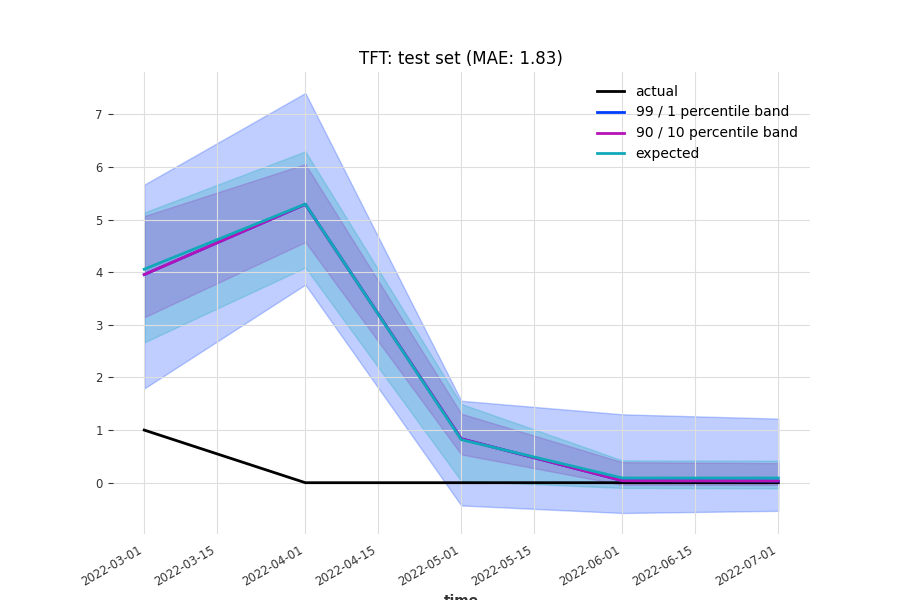 TFT: test set (MAE: 1.83)
actual
99 / 1 percentile band
90 / 10 percentile band
expected
7
6
5
4
3
2
1
0
2022-03-01
2022-03-15
2022-04-01
2022-04-15
2022-05-01
2022-05-15
2022-06-01
2022-06-15
2022-07-01
time